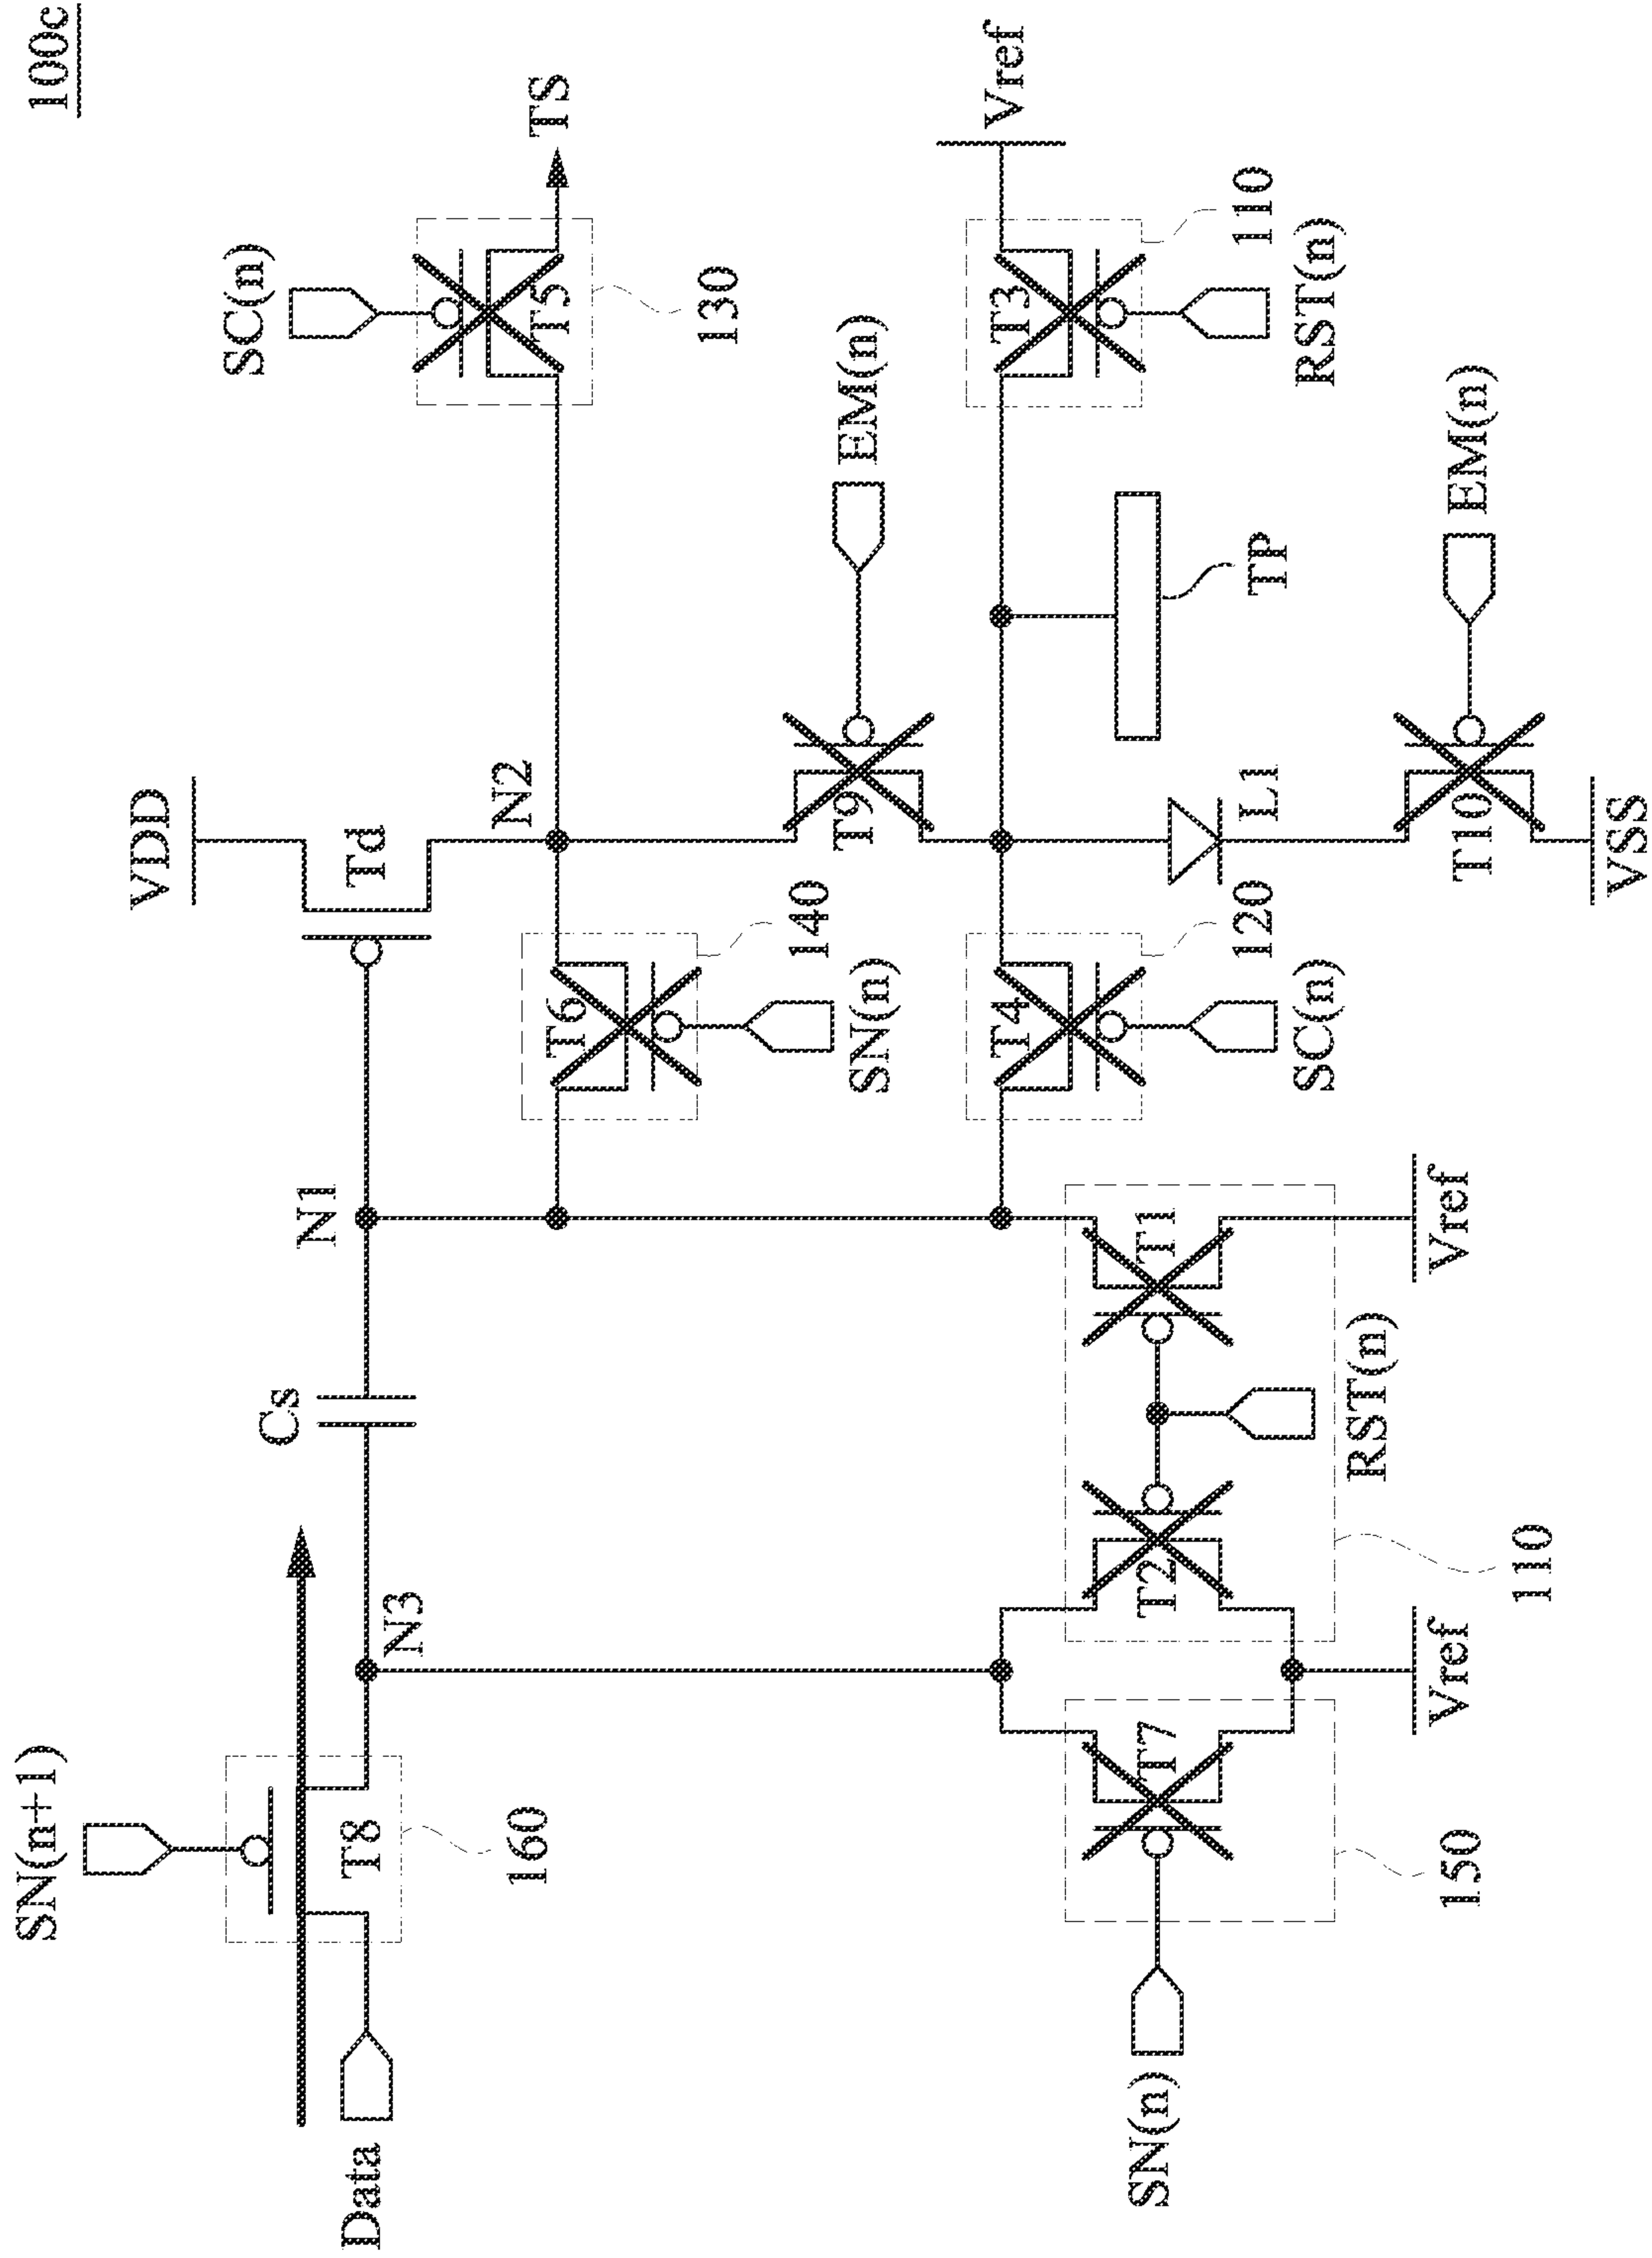 100c
SN(n+1)
T8
160
Data
N3
Cs
N1
VDD
Td
N2
SC(n)
T5
130
TS
T6
140
SN(n)
T9
EM(n)
Vref
T3
110
RST(n)
TP
T4
120
SC(n)
L1
T10
EM(n)
VSS
SN(n)
T7
150
Vref
T2
T1
110
RST(n)
Vref